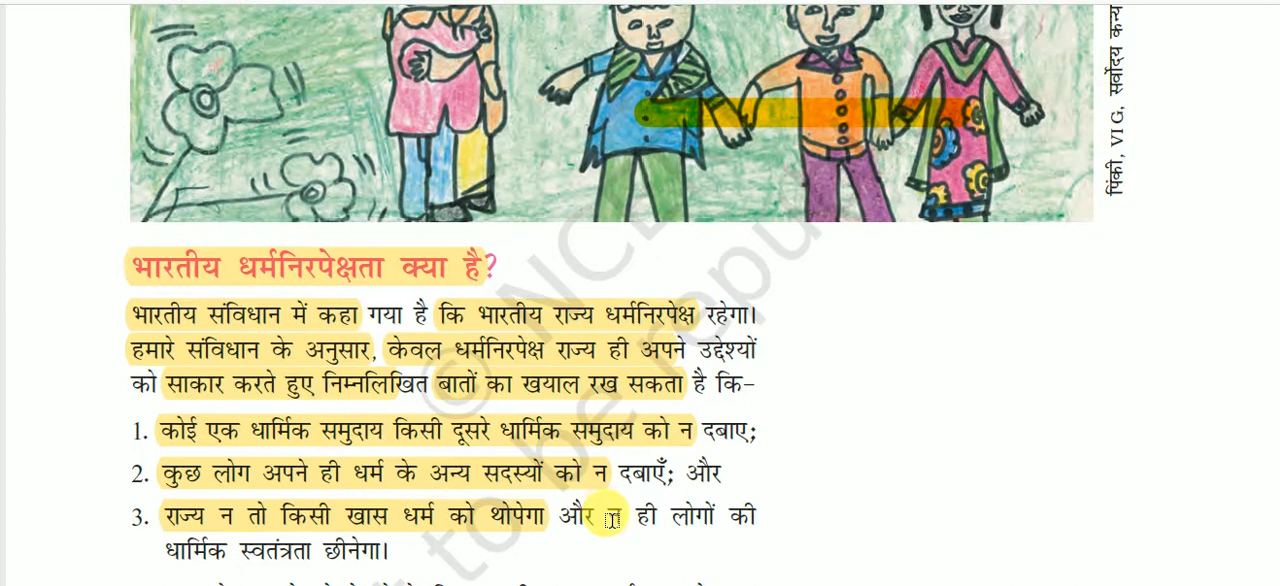 पिंकी, VI G, सर्वोदय कन्य
भारतीय धर्मनिरपेक्षता क्या है?
भारतीय संविधान में कहा गया है कि भारतीय राज्य धर्मनिरपेक्ष रहेगा।
हमारे संविधान के अनुसार, केवल धर्मनिरपेक्ष राज्य ही अपने उद्देश्यों
को साकार करते हुए निम्नलिखित बातों का खयाल रख सकता है कि–
1. कोई एक धार्मिक समुदाय किसी दूसरे धार्मिक समुदाय को न दबाए;
2. कुछ लोग अपने ही धर्म के अन्य सदस्यों को न दबाएँ; और
3. राज्य न तो किसी खास धर्म को थोपेगा और न ही लोगों की
धार्मिक स्वतंत्रता छीनेगा।